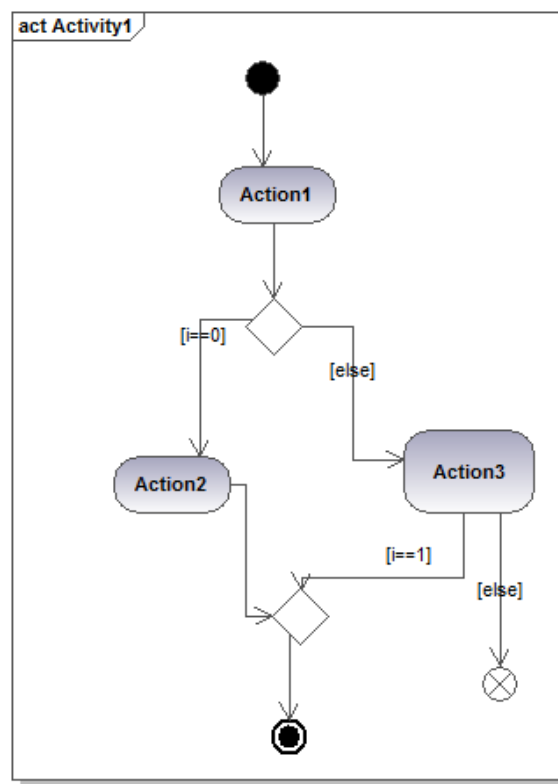 act Activity1
Action1
[i==0]
[else]
Action2
Action3
[i==1]
[else]